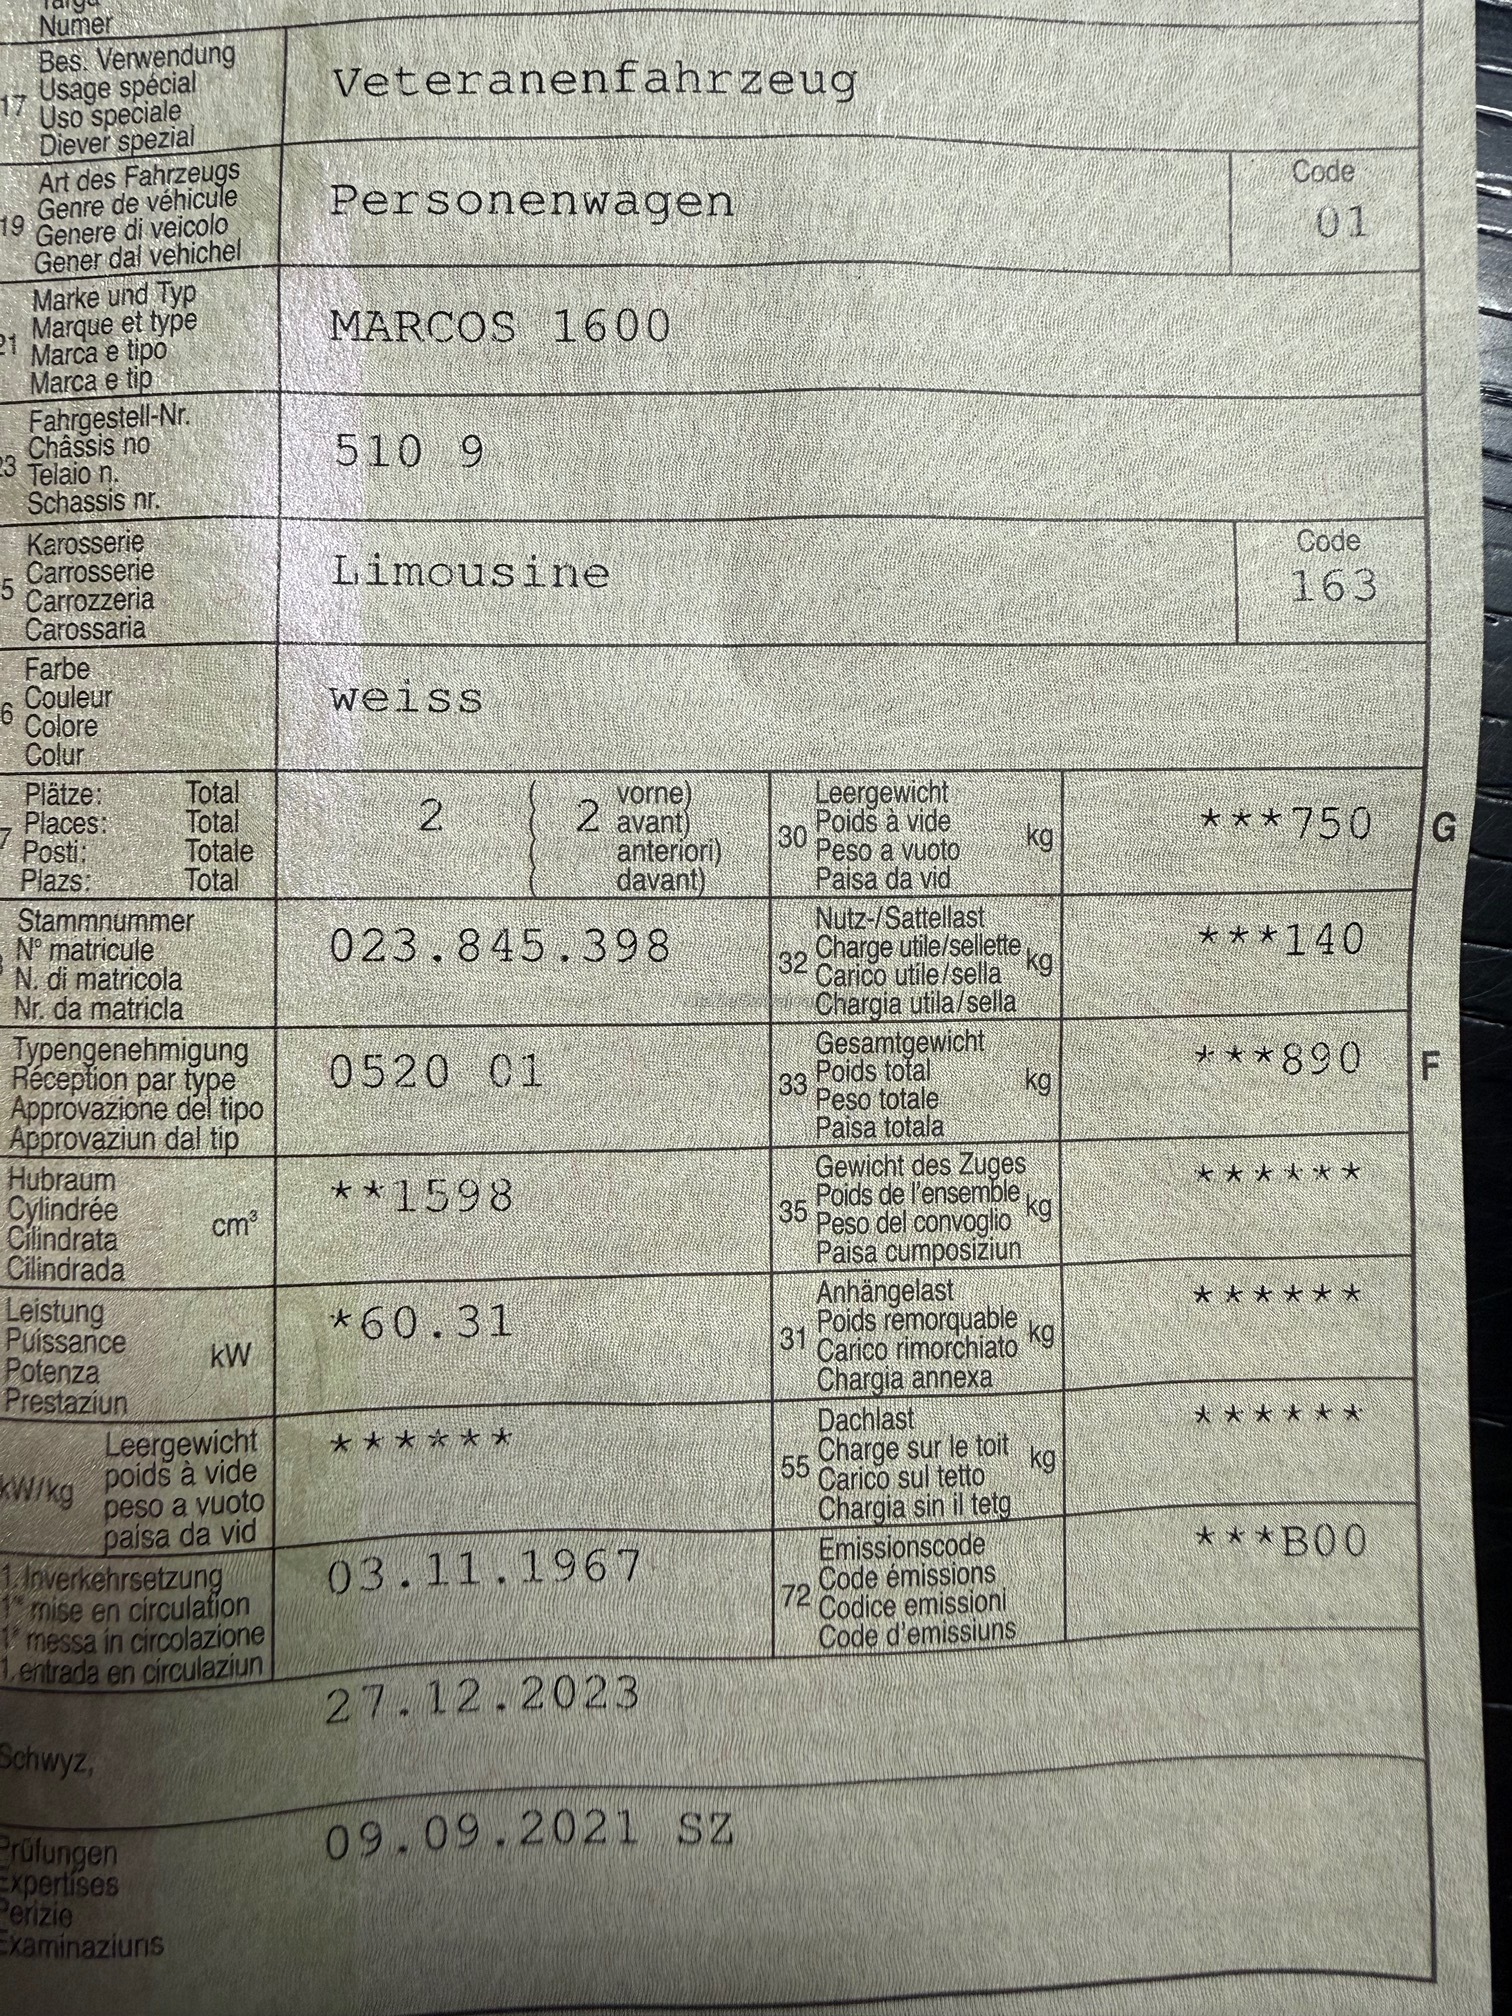 Targa
Numer
17 Bes. Verwendung
Usage spécial
Uso speciale
Diever spezial
Veteranenfahrzeug
19 Art des Fahrzeugs
Genre de véhicule
Genere di veicolo
Gener dal vehichel
Personenwagen
Code
01
21 Marke und Typ
Marque et type
Marca e tipo
Marca e tip
MARCOS 1600
23 Fahrgestell-Nr.
Châssis no
Telaio n.
Schassis nr.
510 9
5 Karosserie
Carrosserie
Carrozzeria
Carossaria
Limousine
Code
163
6 Farbe
Couleur
Colore
Colur
weiss
7 Plätze: Total
Places: Total
Posti: Totale
Plazs: Total
2 ( 2 vorne)
avant)
anteriori)
davant)
30 Leergewicht
Poids à vide
Peso a vuoto
Paisa da vid
kg
***750
G
Stammnummer
N° matricule
N. di matricola
Nr. da matricla
023.845.398
32 Nutz-/Sattellast
Charge utile/sellette
Carico utile/sella
Chargia utila/sella
kg
***140
Typengenehmigung
Réception par type
Approvazione del tipo
Approvaziun dal tip
0520 01
33 Gesamtgewicht
Poids total
Peso totale
Paisa totala
kg
***890
F
Hubraum
Cylindrée
Cilindrata
Cilindrada
cm³
**1598
35 Gewicht des Zuges
Poids de l'ensemble
Peso del convoglio
Paisa cumposiziun
kg
******
Leistung
Puissance
Potenza
Prestaziun
kW
*60.31
31 Anhängelast
Poids remorquable
Carico rimorchiato
Chargia annexa
kg
******
kW/kg
Leergewicht
poids à vide
peso a vuoto
paisa da vid
******
55 Dachlast
Charge sur le toit
Carico sul tetto
Chargia sin il tetg
kg
******
1. Inverkehrsetzung
1re mise en circulation
1a messa in circolazione
1. entrada en circulaziun
03.11.1967
72 Emissionscode
Code émissions
Codice emissioni
Code d'emissiuns
***B00
27.12.2023
Schwyz,
Prüfungen
Expertises
Perizie
Examinaziuns
09.09.2021 SZ